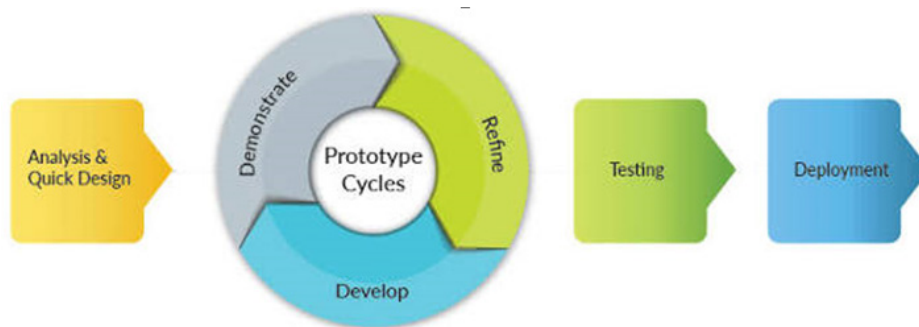 Analysis &
Quick Design
Demonstrate
Refine
Prototype
Cycles
Develop
Testing
Deployment